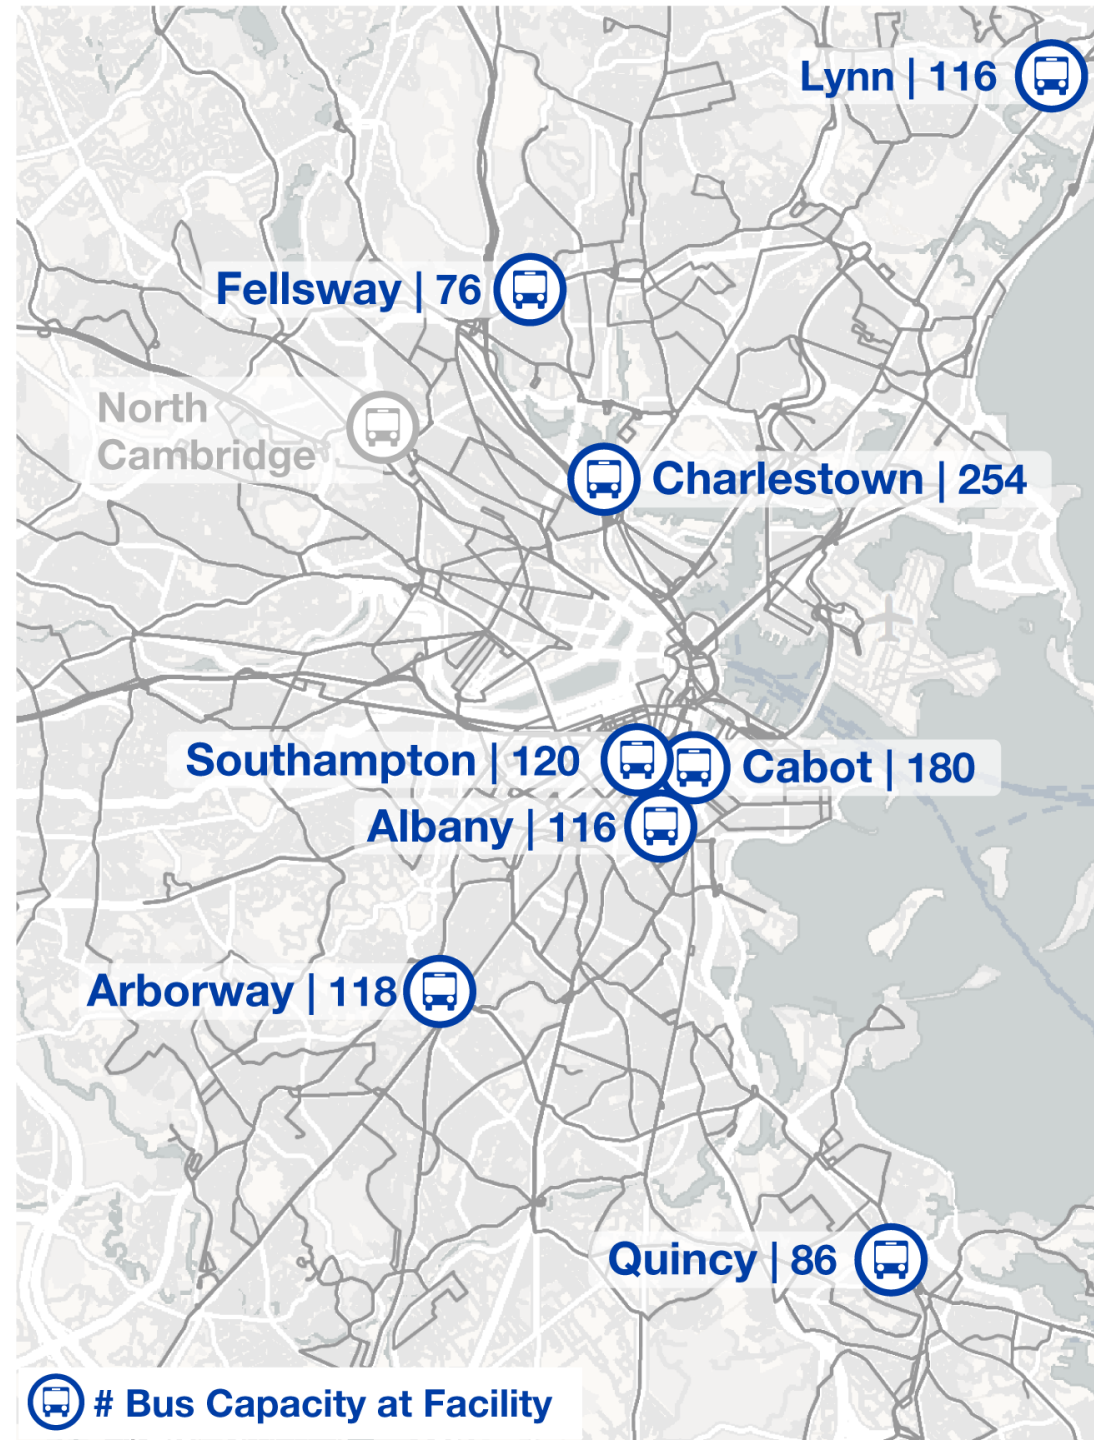 Lynn | 116
Fellsway | 76
North
Cambridge
Charlestown | 254
Southampton | 120
Cabot | 180
Albany | 116
Arborway | 118
Quincy | 86
# Bus Capacity at Facility